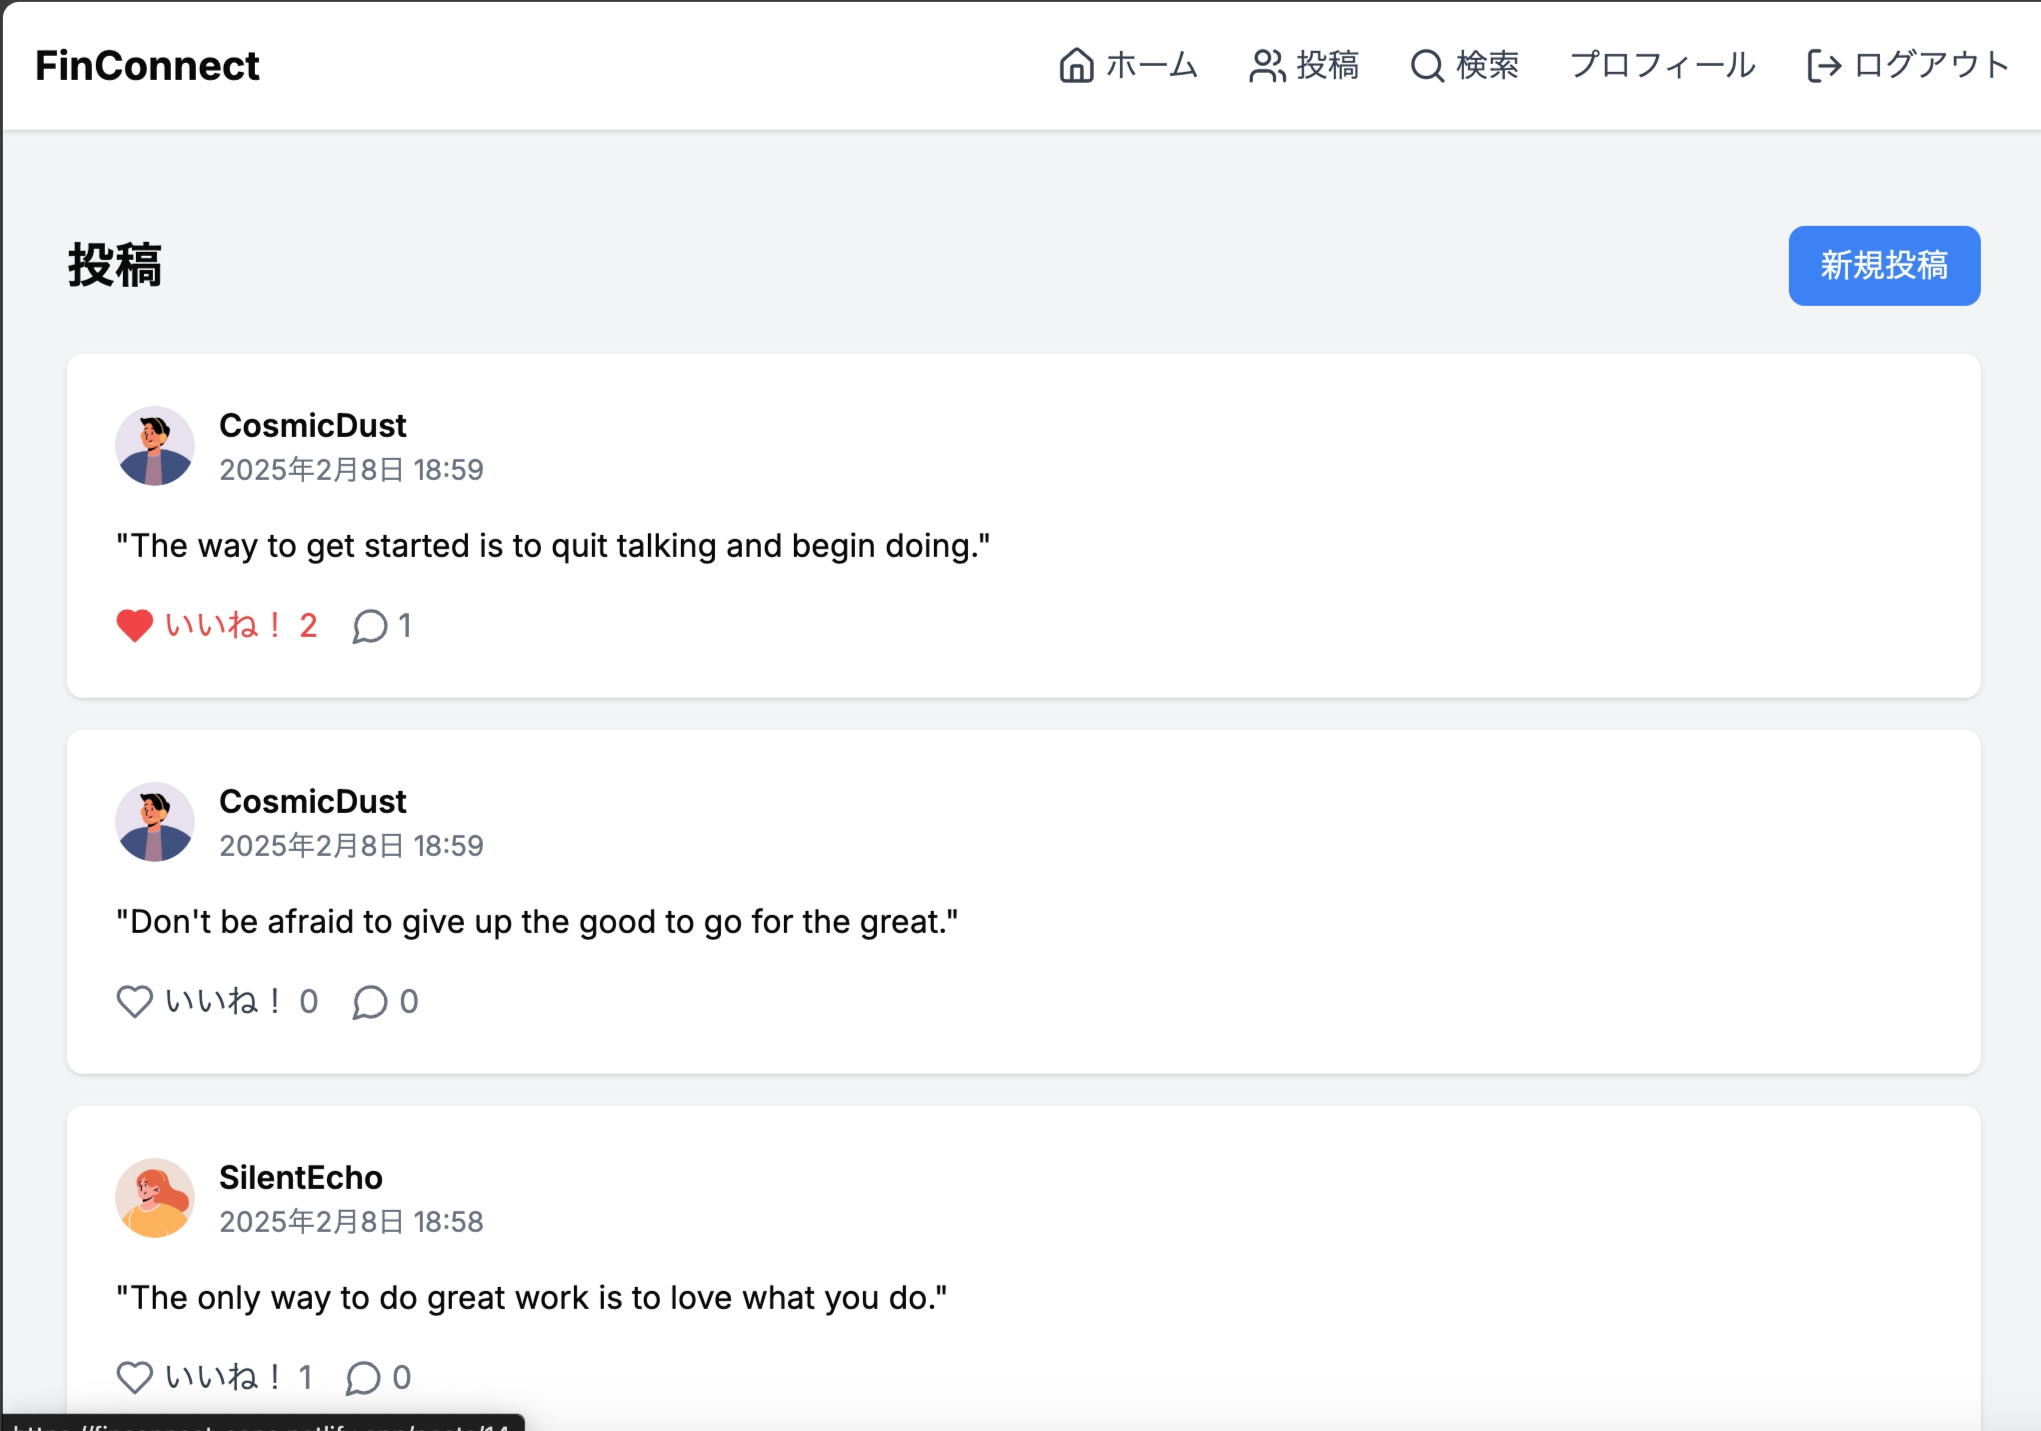 FinConnect
ホーム 投稿 検索 プロフィール ログアウト
投稿
新規投稿
CosmicDust
2025年2月8日 18:59
"The way to get started is to quit talking and begin doing."
いいね！ 2 1
CosmicDust
2025年2月8日 18:59
"Don't be afraid to give up the good to go for the great."
いいね！ 0 0
SilentEcho
2025年2月8日 18:58
"The only way to do great work is to love what you do."
いいね！ 1 0